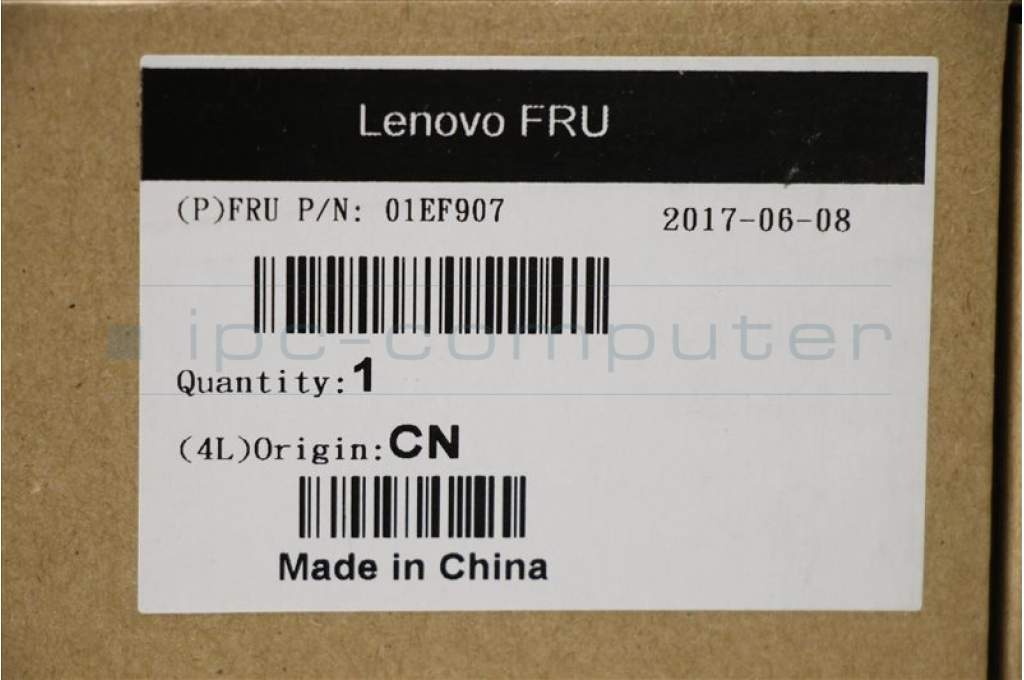 Lenovo FRU
(P)FRU P/N: 01EF907
2017-06-08
ipc-computer
Quantity:1
(4L)Origin:CN
Made in China